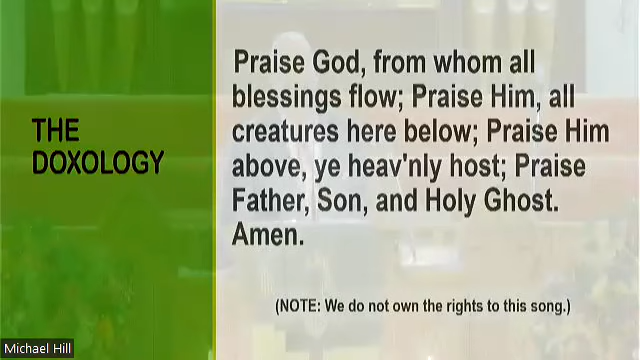 THE
DOXOLOGY
Praise God, from whom all
blessings flow; Praise Him, all
creatures here below; Praise Him
above, ye heav'nly host; Praise
Father, Son, and Holy Ghost.
Amen.
(NOTE: We do not own the rights to this song.)
Michael Hill